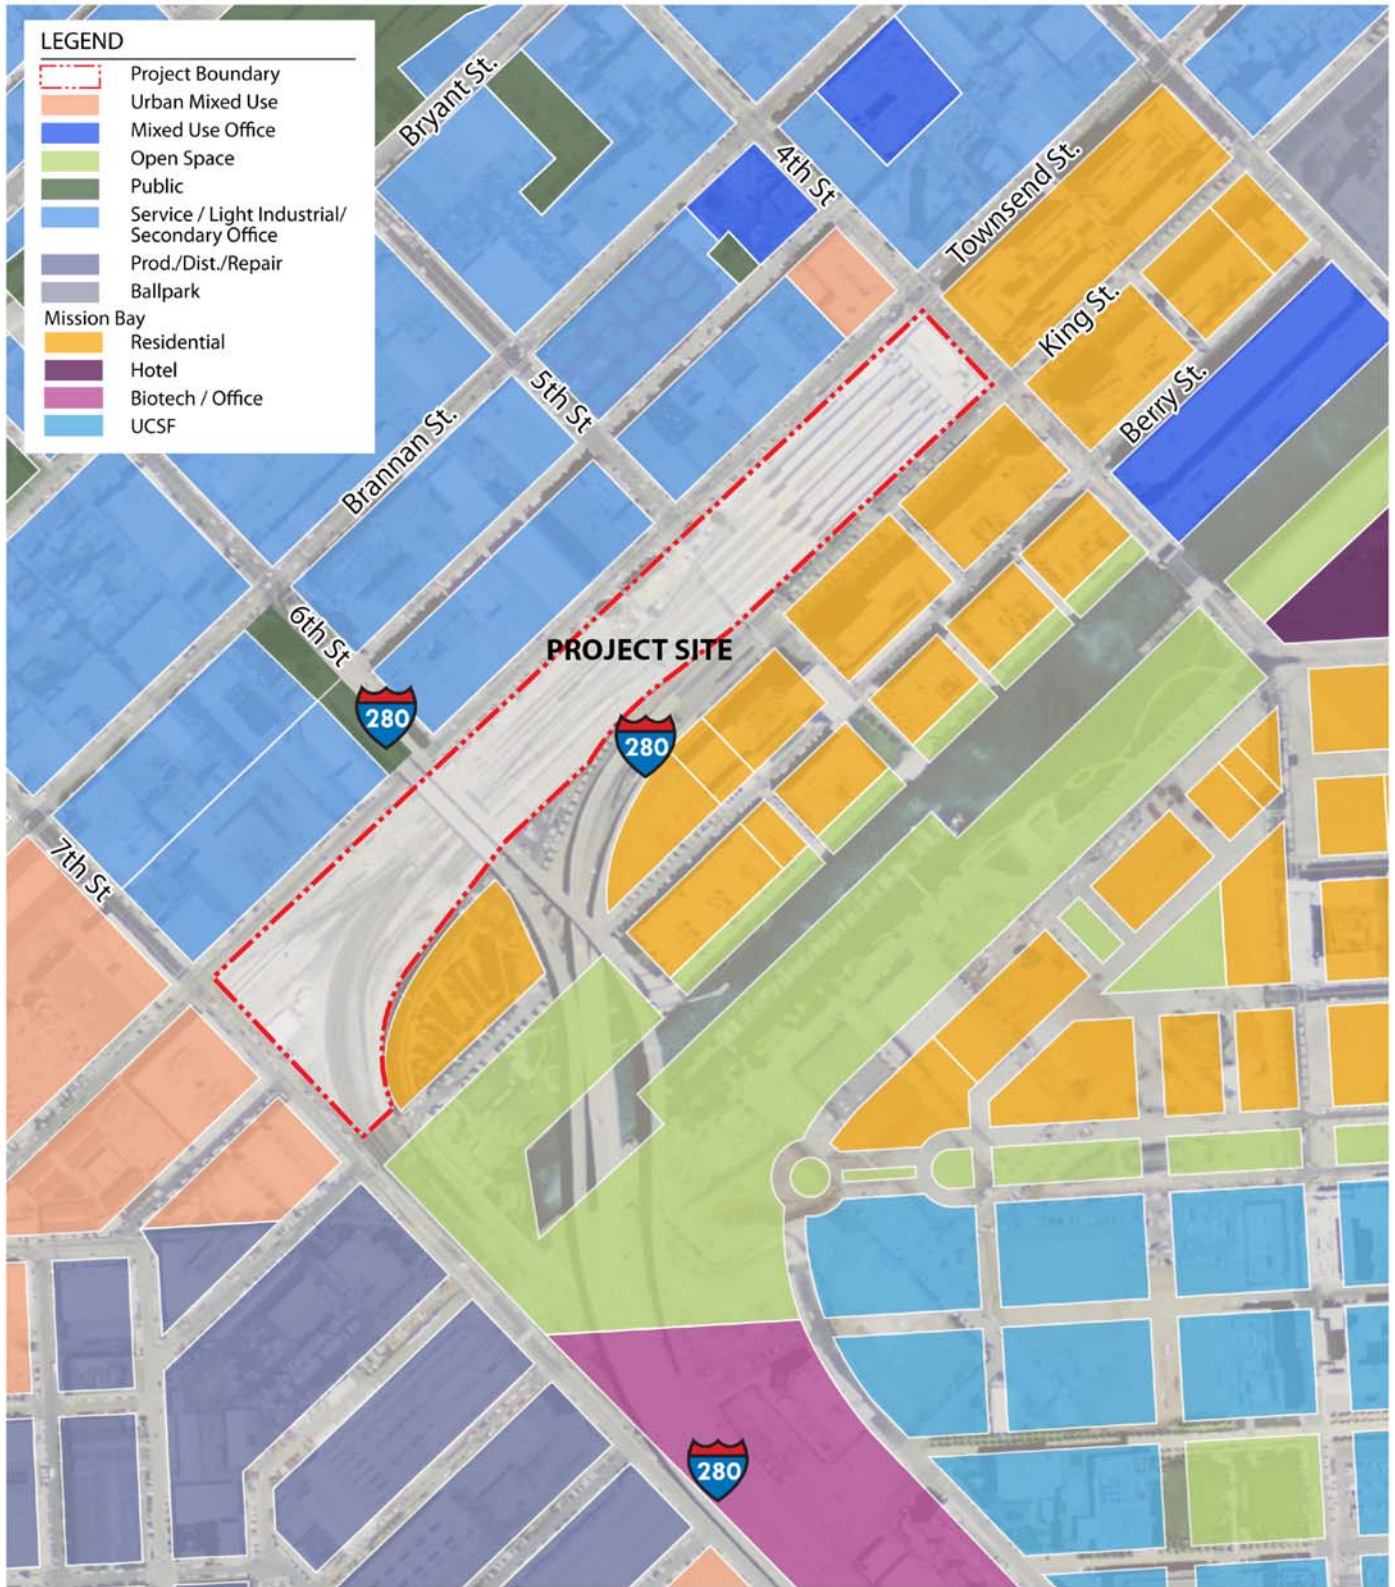 LEGEND
Project Boundary
Urban Mixed Use
Mixed Use Office
Open Space
Public
Service / Light Industrial/
Secondary Office
Prod./Dist./Repair
Ballpark
Mission Bay
Residential
Hotel
Biotech / Office
UCSF
Bryant St.
4th St
Townsend St.
King St.
Berry St.
5th St
Brannan St.
6th St
PROJECT SITE
280
280
7th St
280